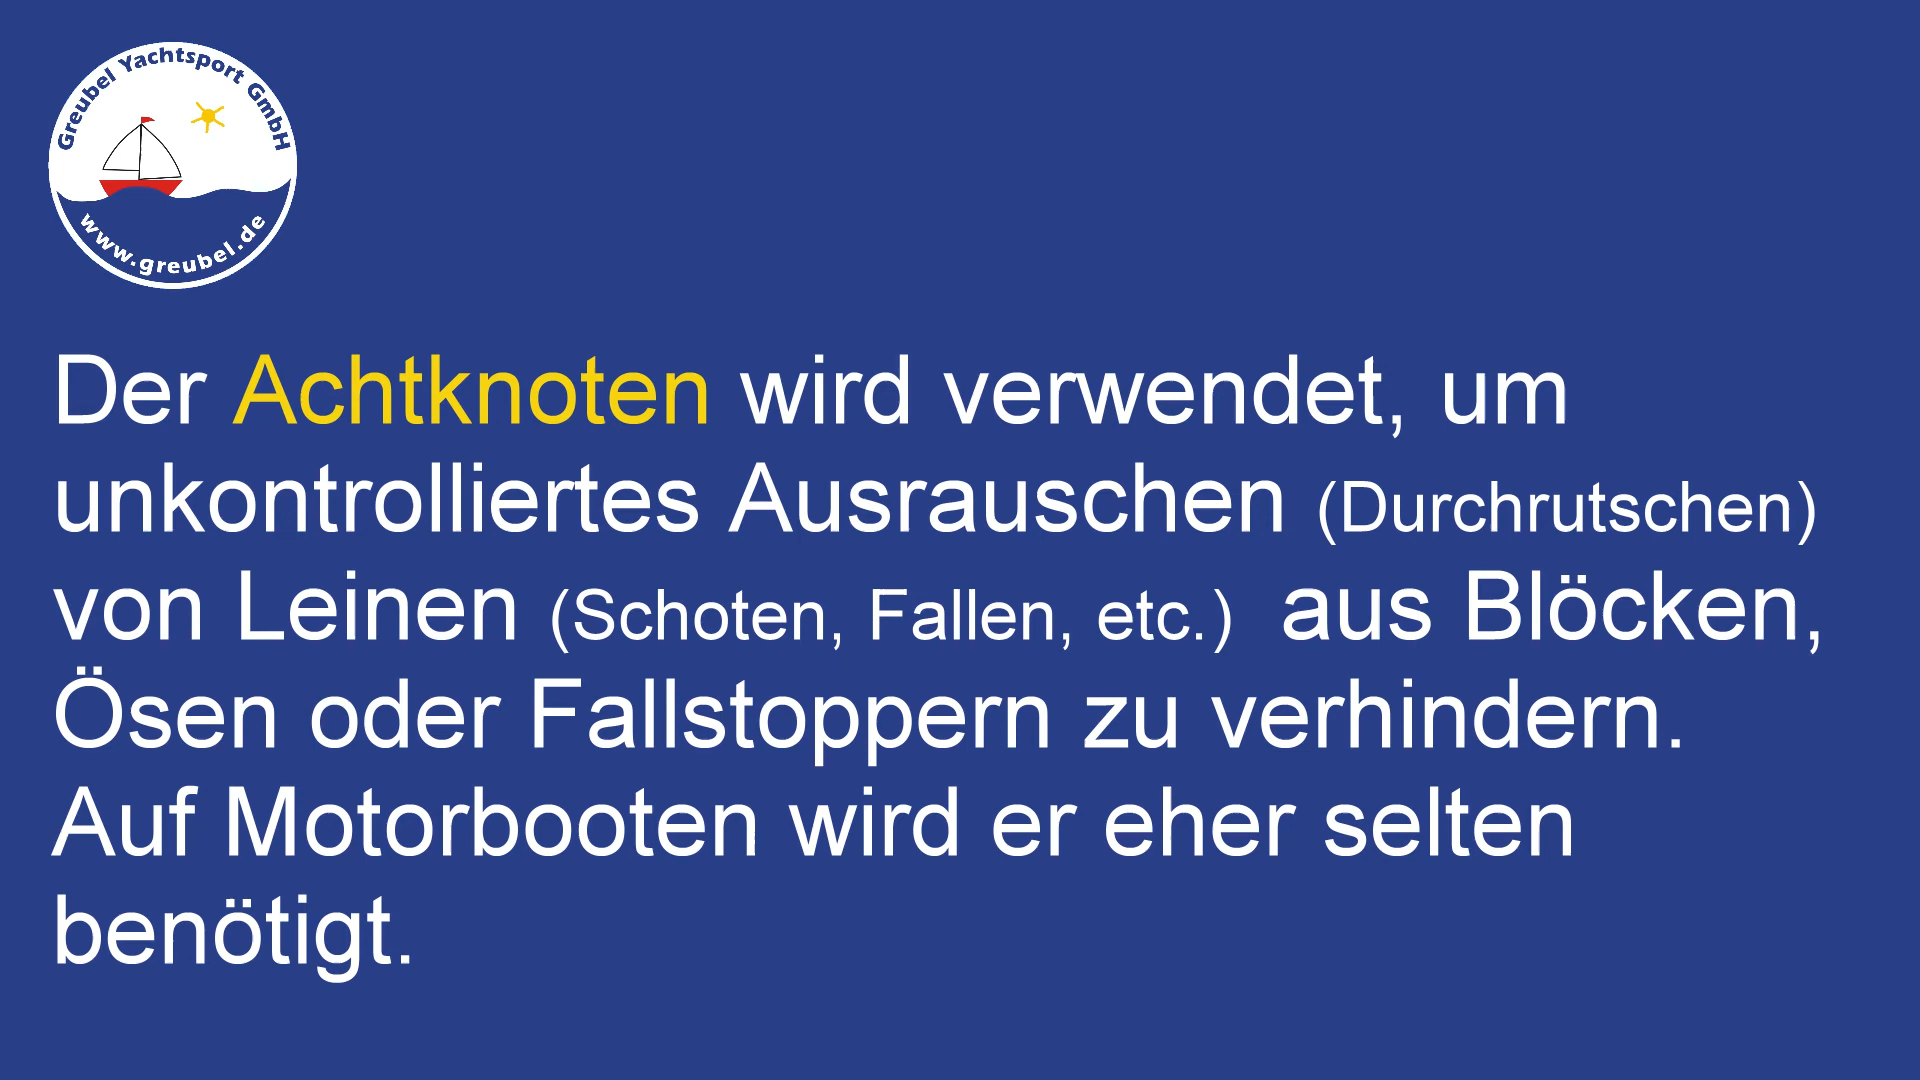 Greubel Yachtsport GmbH
www.greubel.de
Der Achtknoten wird verwendet, um
unkontrolliertes Ausrauschen (Durchrutschen)
von Leinen (Schoten, Fallen, etc.) aus Blöcken,
Ösen oder Fallstoppern zu verhindern.
Auf Motorbooten wird er eher selten
benötigt.